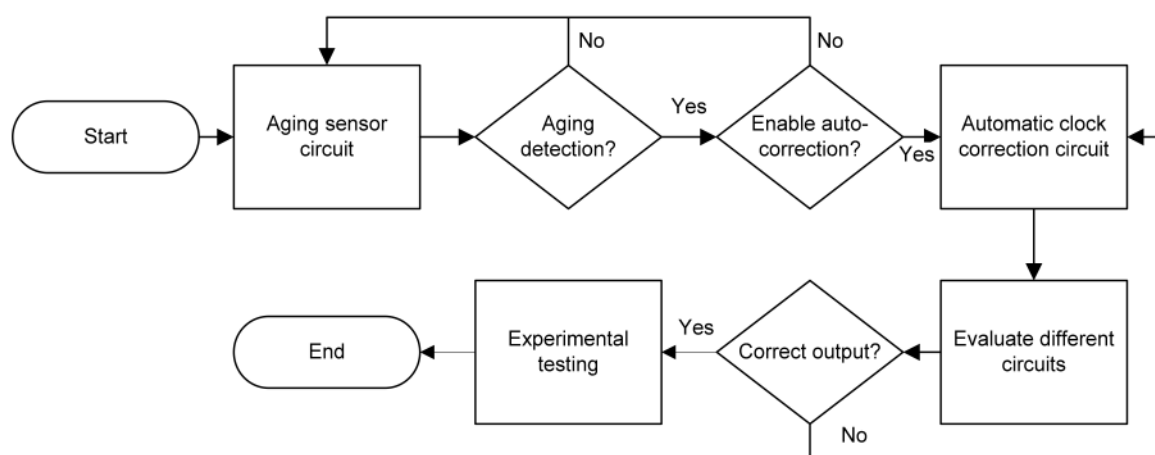 No
No
Start
Aging sensor
circuit
Aging
detection?
Yes
Enable auto-
correction?
Yes
Automatic clock
correction circuit
End
Experimental
testing
Yes
Correct output?
Evaluate different
circuits
No